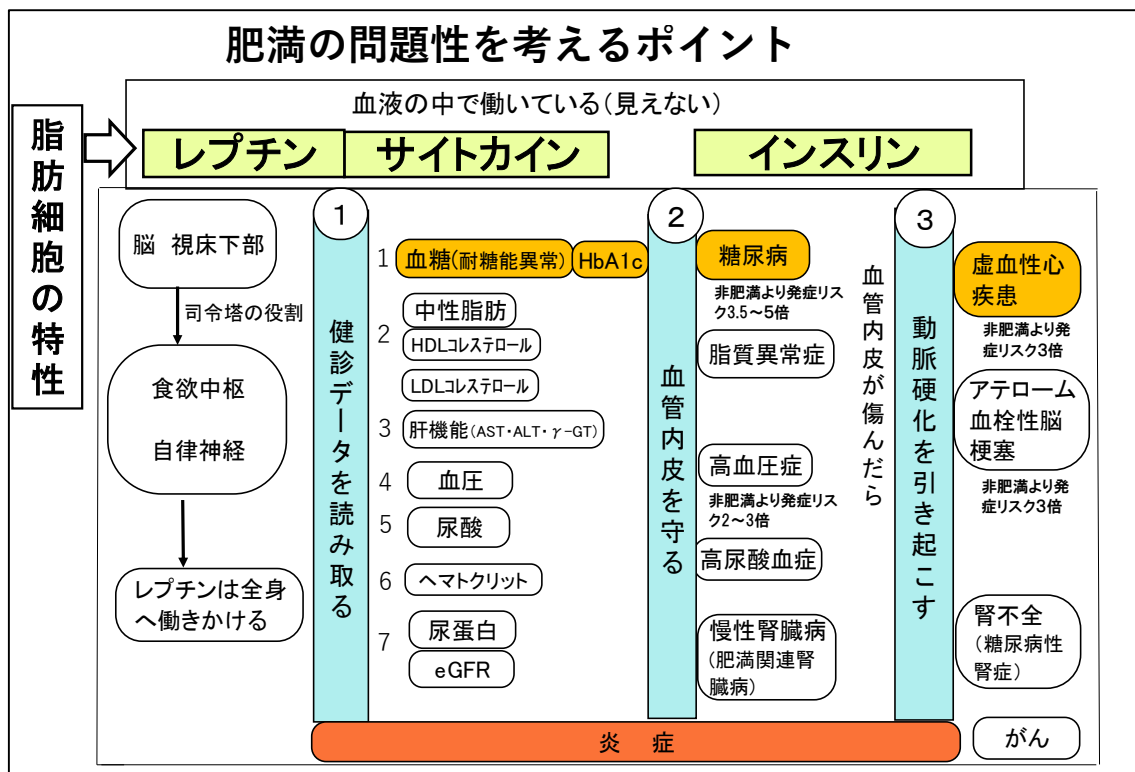 肥満の問題性を考えるポイント
脂肪細胞の特性
血液の中で働いている(見えない)
レプチン
サイトカイン
インスリン
脳 視床下部
司令塔の役割
食欲中枢
自律神経
レプチンは全身
へ働きかける
1
健診データを読み取る
1 血糖(耐糖能異常) HbA1c
2 中性脂肪
HDLコレステロール
LDLコレステロール
3 肝機能(AST・ALT・γ-GT)
4 血圧
5 尿酸
6 ヘマトクリット
7 尿蛋白
eGFR
2
血管内皮を守る
糖尿病
非肥満より発症リス
ク3.5~5倍
脂質異常症
高血圧症
非肥満より発症リス
ク2~3倍
高尿酸血症
慢性腎臓病
(肥満関連腎
臓病)
血管内皮が傷んだら
3
動脈硬化を引き起こす
虚血性心
疾患
非肥満より発
症リスク3倍
アテローム
血栓性脳
梗塞
非肥満より発
症リスク3倍
腎不全
(糖尿病性
腎症)
がん
炎 症